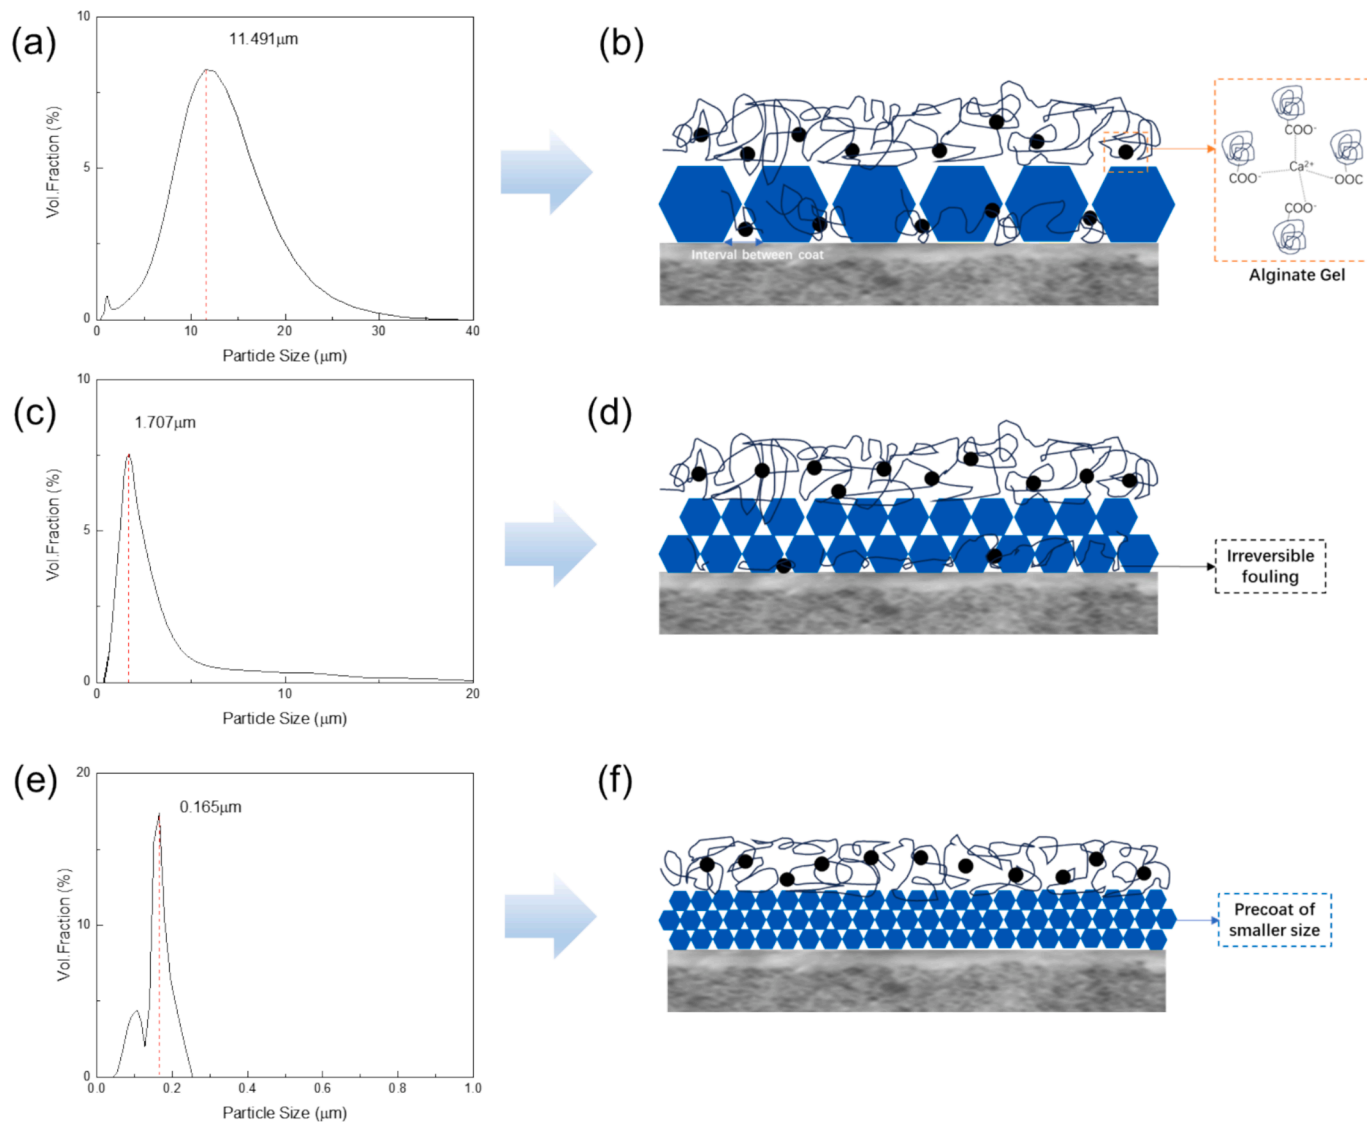 (a)
10
11.491μm
Vol.Fraction (%)
5
0
0
10
20
30
40
Particle Size (μm)
(b)
Interval between coat
COO-
COO-
Ca2+
OOC
COO-
Alginate Gel
(c)
10
1.707μm
Vol.Fraction (%)
5
0
0
10
20
Particle Size (μm)
(d)
Irreversible
fouling
(e)
20
0.165μm
Vol.Fraction (%)
10
0
0.0
0.2
0.4
0.6
0.8
1.0
Particle Size (μm)
(f)
Precoat of
smaller size